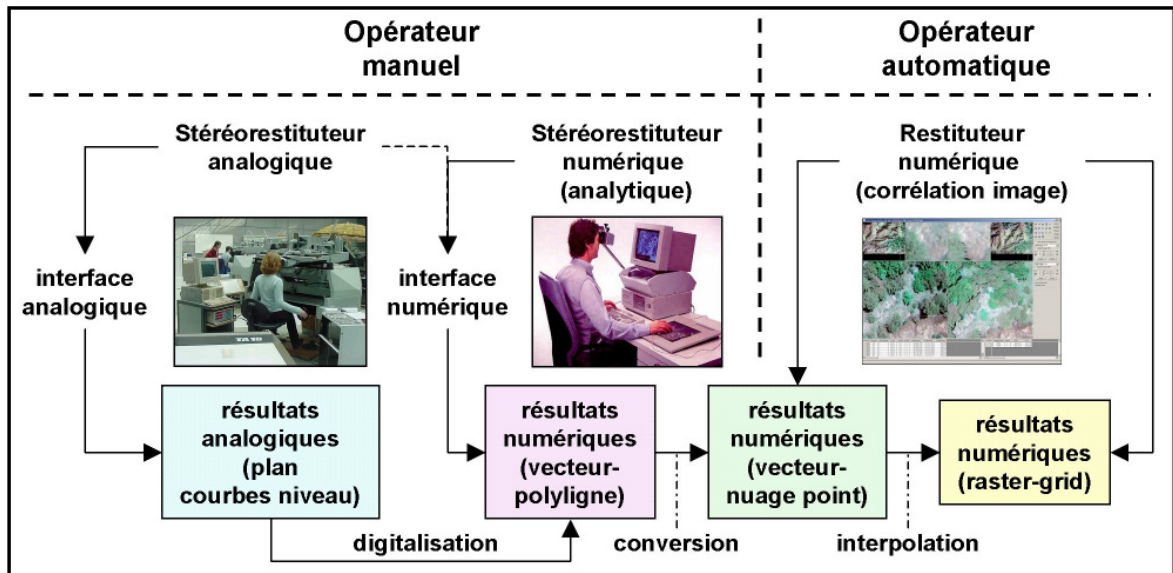 Opérateur
manuel
Opérateur
automatique
Stéréorestituteur
analogique
Stéréorestituteur
numérique
(analytique)
Restituteur
numérique
(corrélation image)
interface
analogique
interface
numérique
résultats
analogiques
(plan
courbes niveau)
résultats
numériques
(vecteur-
polyligne)
résultats
numériques
(vecteur-
nuage point)
résultats
numériques
(raster-grid)
digitalisation
conversion
interpolation